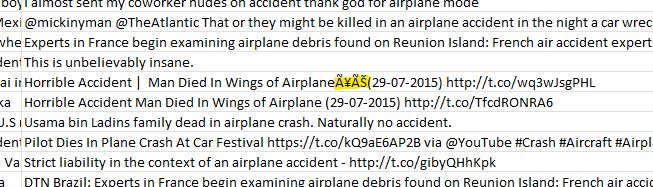 boy I almost sent my coworker nudes on accident thank god for airplane mode
Mexi @mickinyman @TheAtlantic That or they might be killed in an airplane accident in the night a car wrec
whe Experts in France begin examining airplane debris found on Reunion Island: French air accident expert
den This is unbelievably insane.
ai i Horrible Accident | Man Died In Wings of AirplaneÃ¥ÃŠ(29-07-2015) http://t.co/wq3wJsgPHL
ka Horrible Accident Man Died In Wings of Airplane (29-07-2015) http://t.co/TfcdRONRA6
U.S Usama bin Ladins family dead in airplane crash. Naturally no accident.
den Pilot Dies In Plane Crash At Car Festival https://t.co/kQ9aE6AP2B via @YouTube #Crash #Aircraft #Airpl
Va Strict liability in the context of an airplane accident - http://t.co/gibyQHhKpk
a DTN Brazil: Experts in France begin examining airplane debris found on Reunion Island: French air